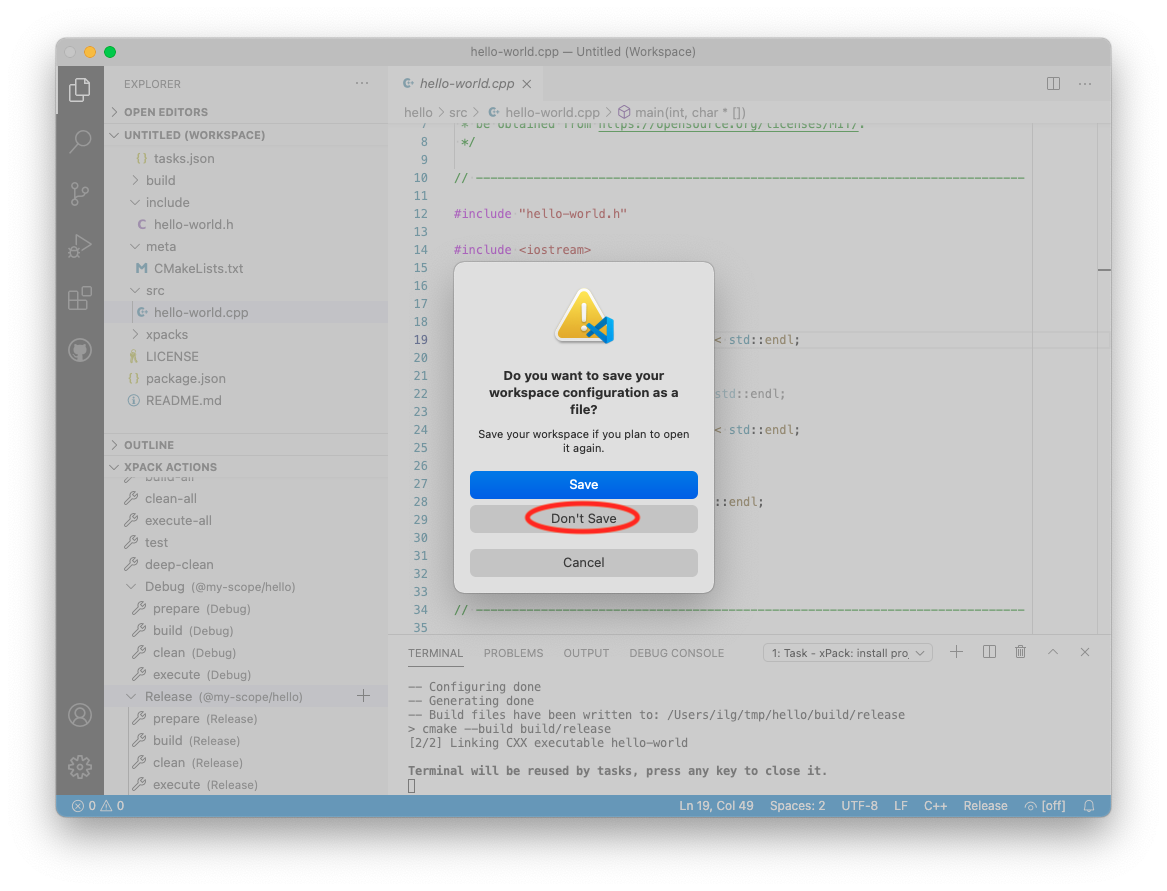 hello-world.cpp — Untitled (Workspace)
EXPLORER
OPEN EDITORS
UNTITLED (WORKSPACE)
{} tasks.json
build
include
C hello-world.h
meta
M CMakeLists.txt
src
hello-world.cpp
xpacks
LICENSE
{} package.json
README.md
OUTLINE
XPACK ACTIONS
build-all
clean-all
execute-all
test
deep-clean
Debug (@my-scope/hello)
prepare (Debug)
build (Debug)
clean (Debug)
execute (Debug)
Release (@my-scope/hello)
prepare (Release)
build (Release)
clean (Release)
execute (Release)
hello-world.cpp
hello > src > hello-world.cpp > main(int, char * [])
7 * be obtained from https://opensource.org/licenses/MIT/.
8 */
9
10 // ----------------------------------------------------------------------------
11
12 #include "hello-world.h"
13
14 #include <iostream>
15
16
17
18
19 < std::endl;
20
21
22 std::endl;
23
24 < std::endl;
25
26
27
28 ::endl;
29
30
31
32
33
34 // ----------------------------------------------------------------------------
35
Do you want to save your
workspace configuration as a
file?
Save your workspace if you plan to open
it again.
Save
Don't Save
Cancel
TERMINAL PROBLEMS OUTPUT DEBUG CONSOLE 1: Task - xPack: install proj
-- Configuring done
-- Generating done
-- Build files have been written to: /Users/ilg/tmp/hello/build/release
> cmake --build build/release
[2/2] Linking CXX executable hello-world
Terminal will be reused by tasks, press any key to close it.
0 0 Ln 19, Col 49 Spaces: 2 UTF-8 LF C++ Release [off]